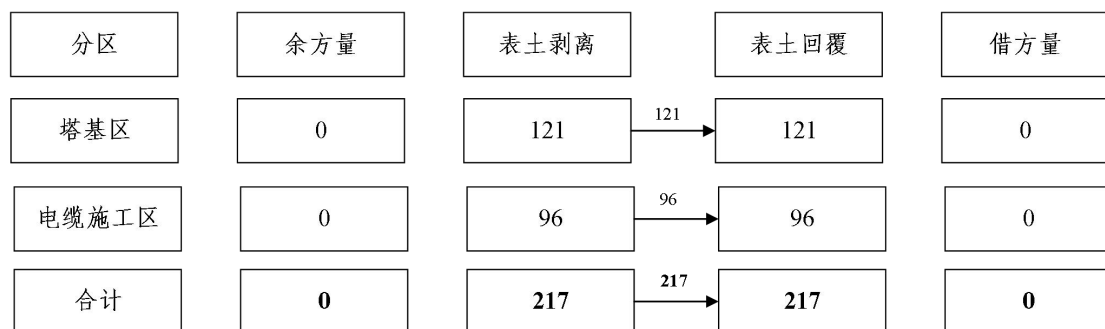 分区 余方量 表土剥离 表土回覆 借方量
塔基区 0 121 121 121 0
电缆施工区 0 96 96 96 0
合计 0 217 217 217 0